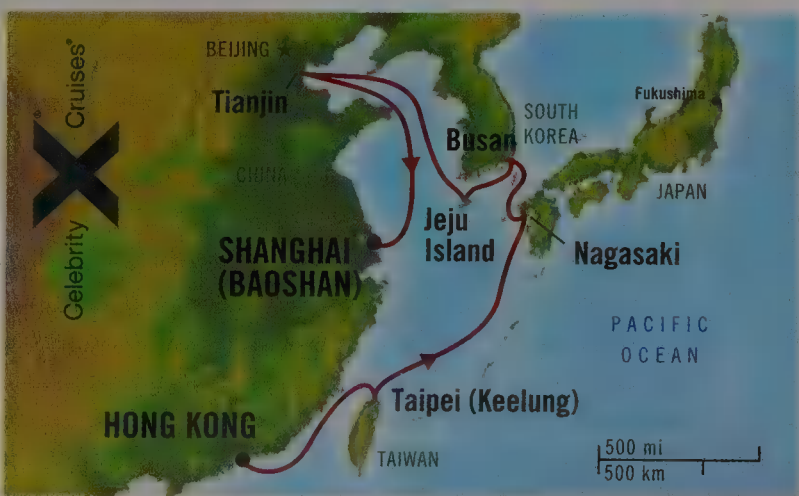 BEIJING
Tianjin
CHINA
Celebrity X® Cruises®
SHANGHAI
(BAOSHAN)
HONG KONG
Fukushima
SOUTH
KOREA
Busan
JAPAN
Jeju
Island
Nagasaki
PACIFIC
OCEAN
Taipei (Keelung)
TAIWAN
500 mi
500 km